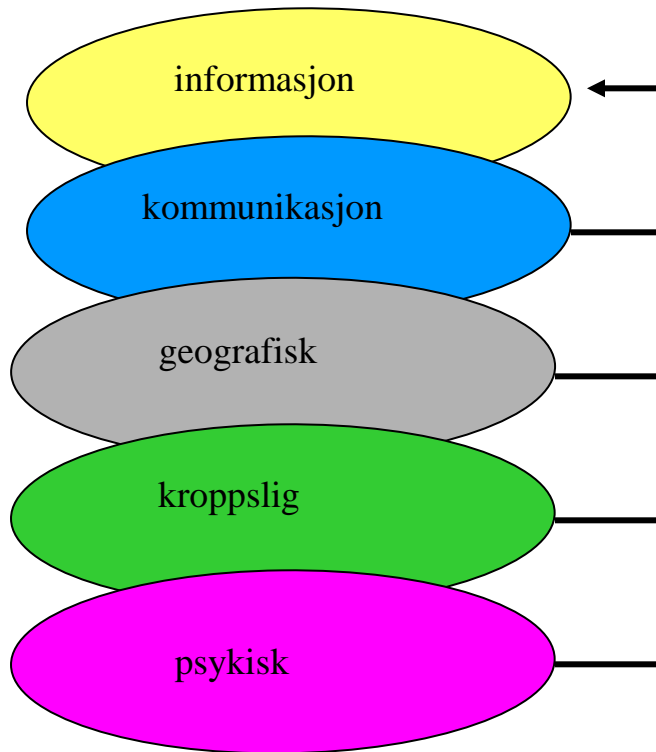 informasjon
kommunikasjon
geografisk
kroppslig
psykisk